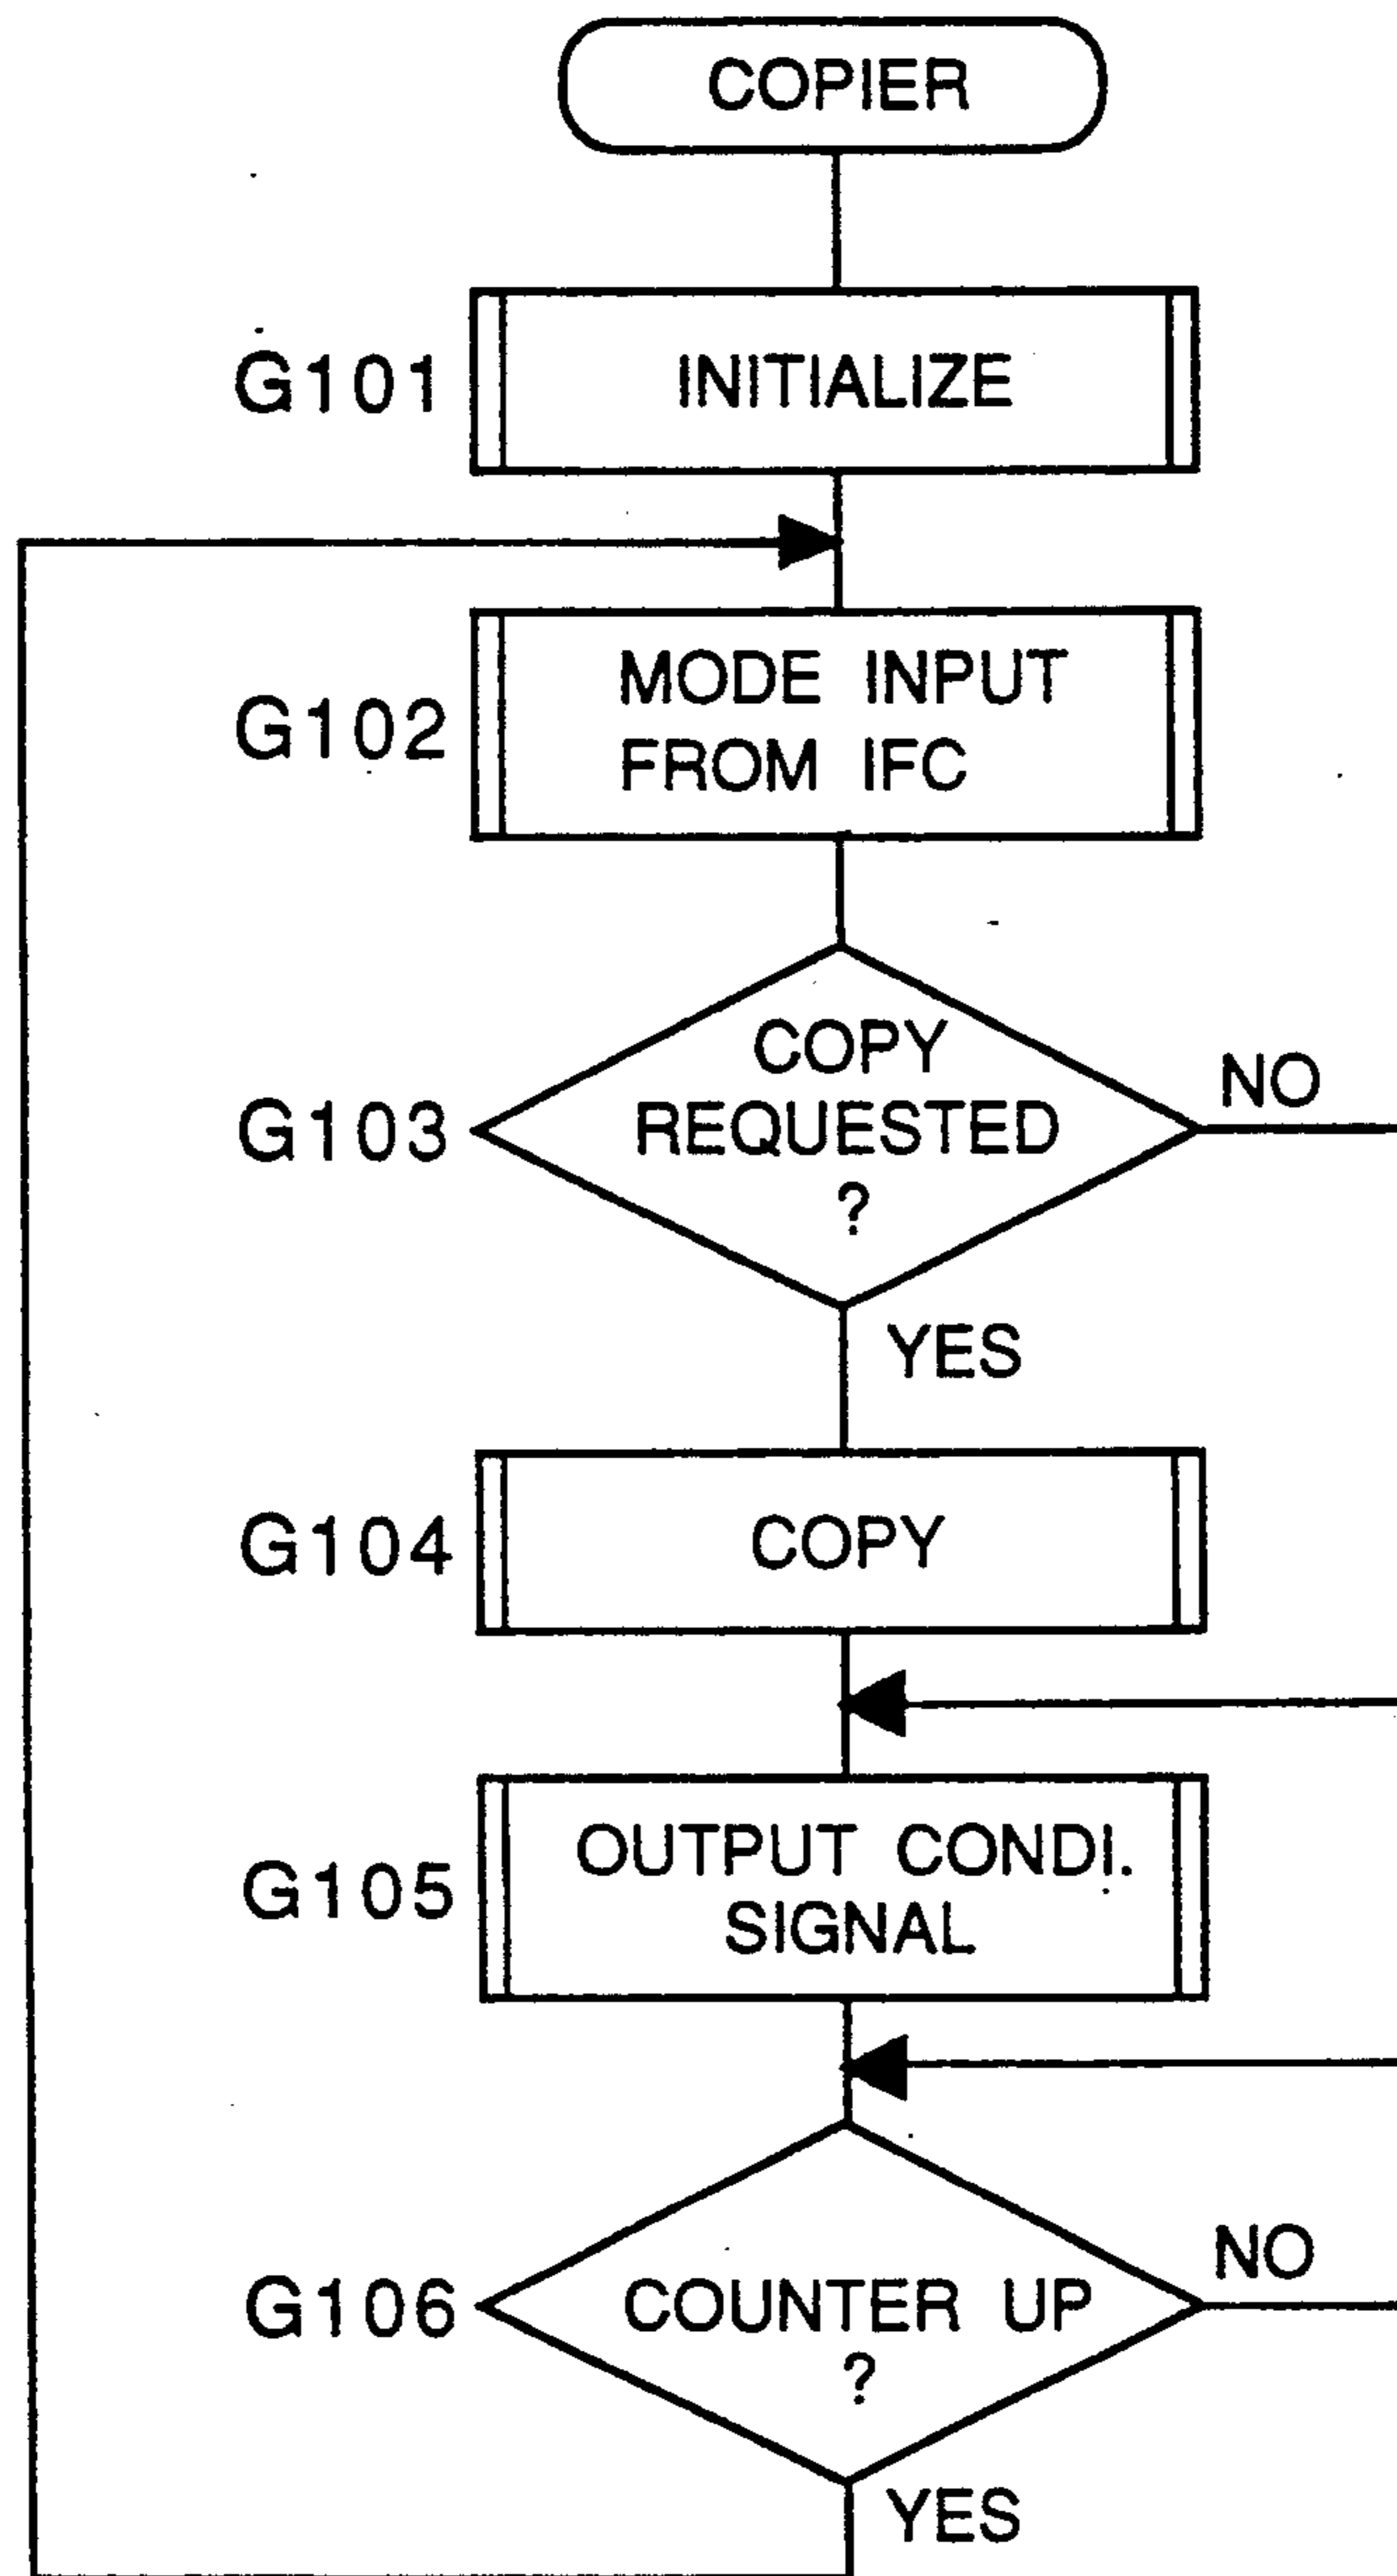 COPIER
G101
INITIALIZE
G102
MODE INPUT
FROM IFC
G103
COPY
REQUESTED
?
NO
YES
G104
COPY
G105
OUTPUT CONDI.
SIGNAL
G106
COUNTER UP
?
NO
YES